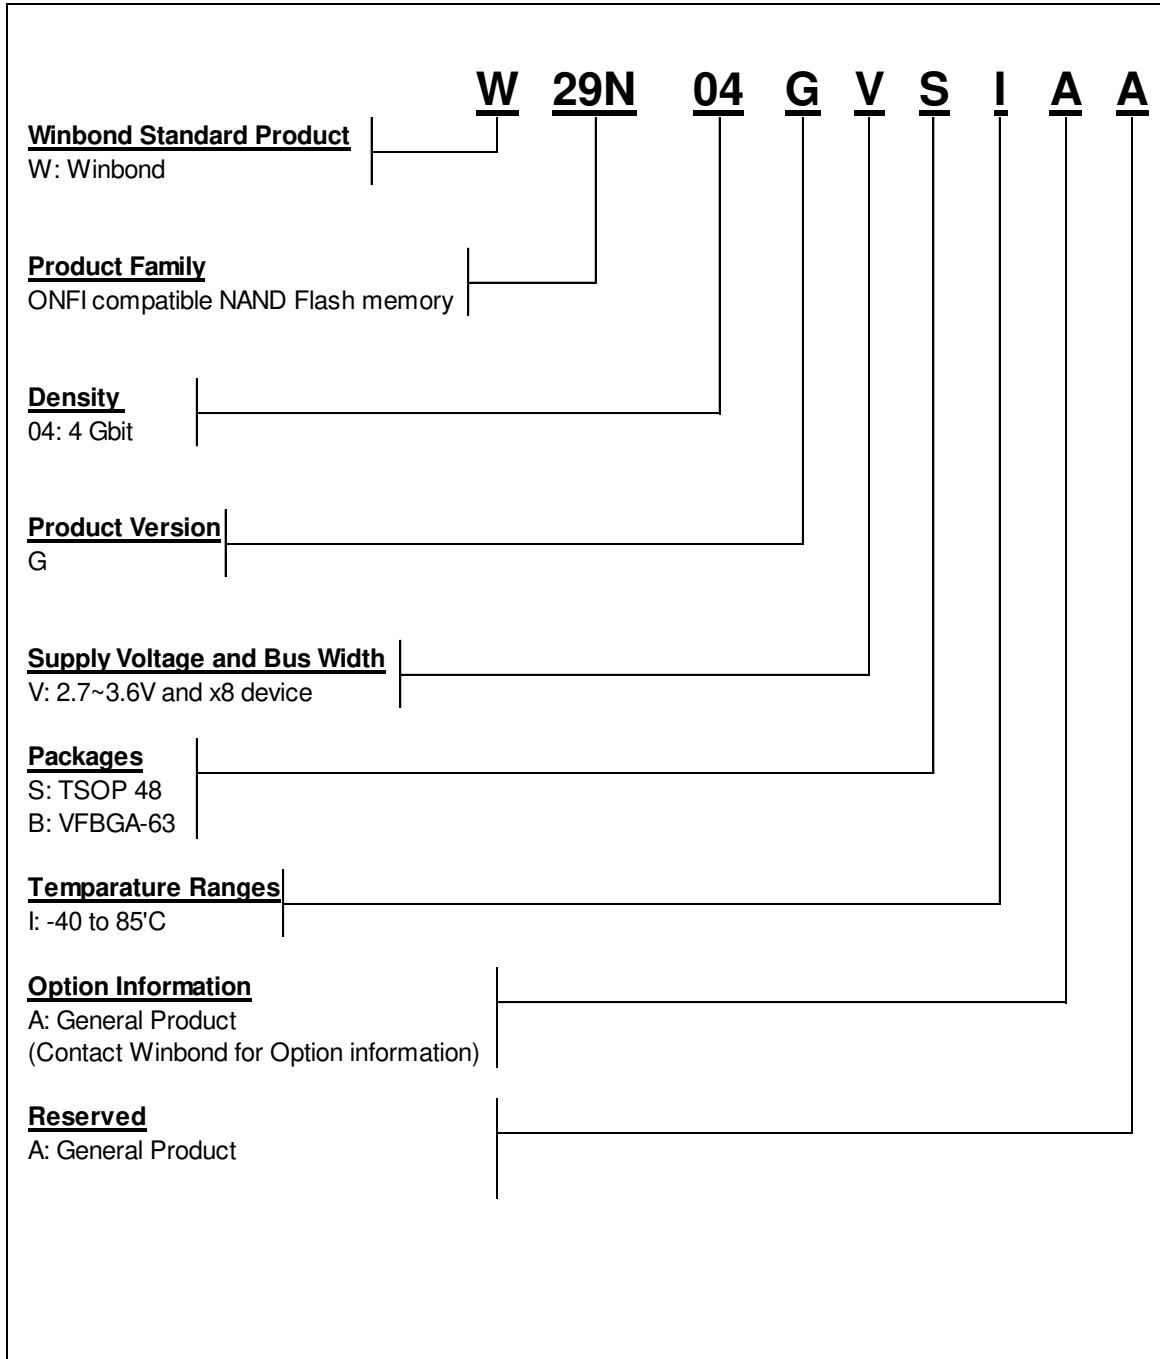 W 29N 04 G V S I A A
Winbond Standard Product
W: Winbond
Product Family
ONFI compatible NAND Flash memory
Density
04: 4 Gbit
Product Version
G
Supply Voltage and Bus Width
V: 2.7~3.6V and x8 device
Packages
S: TSOP 48
B: VFBGA-63
Temparature Ranges
I: -40 to 85'C
Option Information
A: General Product
(Contact Winbond for Option information)
Reserved
A: General Product